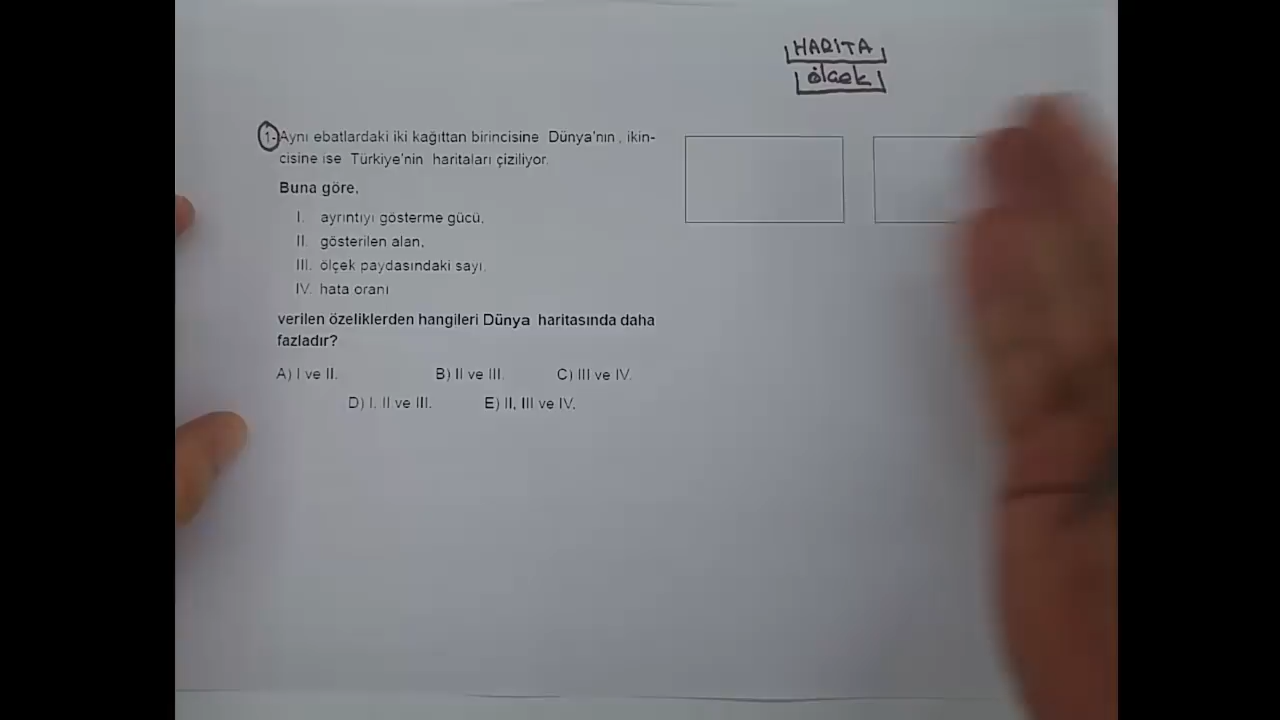 HARITA
ölçek
1- Aynı ebatlardaki iki kağıttan birincisine Dünya'nın, ikin-
cisine ise Türkiye'nin haritaları çiziliyor.
Buna göre,
I. ayrıntıyı gösterme gücü,
II. gösterilen alan,
III. ölçek paydasındaki sayı,
IV. hata oranı
verilen özeliklerden hangileri Dünya haritasında daha
fazladır?
A) I ve II. B) II ve III. C) III ve IV.
D) I, II ve III. E) II, III ve IV.